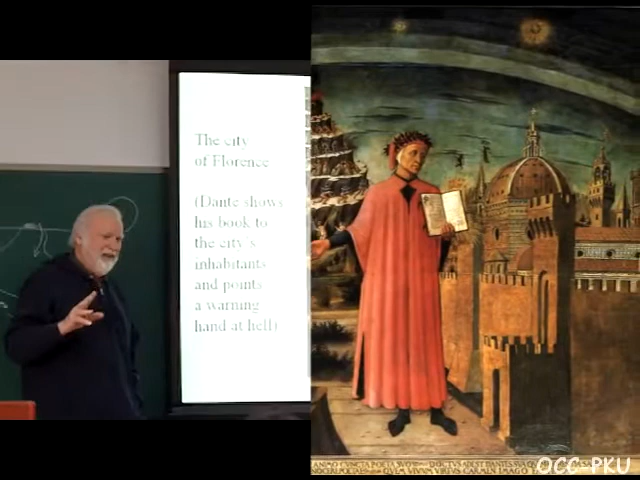 The city
of Florence
(Dante shows
his book to
the city's
inhabitants
and points
a warning
hand at hell)
OCC-PKU